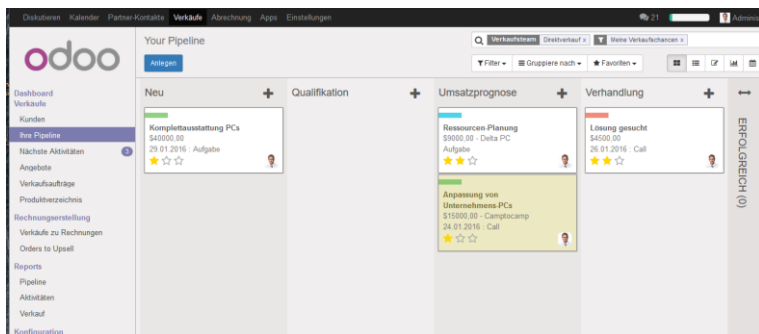 Diskutieren Kalender Partner-Kontakte Verkäufe Abrechnung Apps Einstellungen 21 Adminis
odoo
Your Pipeline
Verkaufsteam Direktverkauf x Meine Verkaufschancen x
Anlegen
Filter Gruppiere nach Favoriten
Dashboard
Verkäufe
Kunden
Ihre Pipeline
Nächste Aktivitäten 3
Angebote
Verkaufsaufträge
Produktverzeichnis
Rechnungserstellung
Verkäufe zu Rechnungen
Orders to Upsell
Reports
Pipeline
Aktivitäten
Verkauf
Konfiguration
Neu
Komplettausstattung PCs
$40000,00
29.01.2016 : Aufgabe
Qualifikation
Umsatzprognose
Ressourcen-Planung
$9000,00 - Delta PC
Aufgabe
Anpassung von
Unternehmens-PCs
$15000,00 - Camptocamp
24.01.2016 : Call
Verhandlung
Lösung gesucht
$4500,00
26.01.2016 : Call
ERFOLGREICH (0)